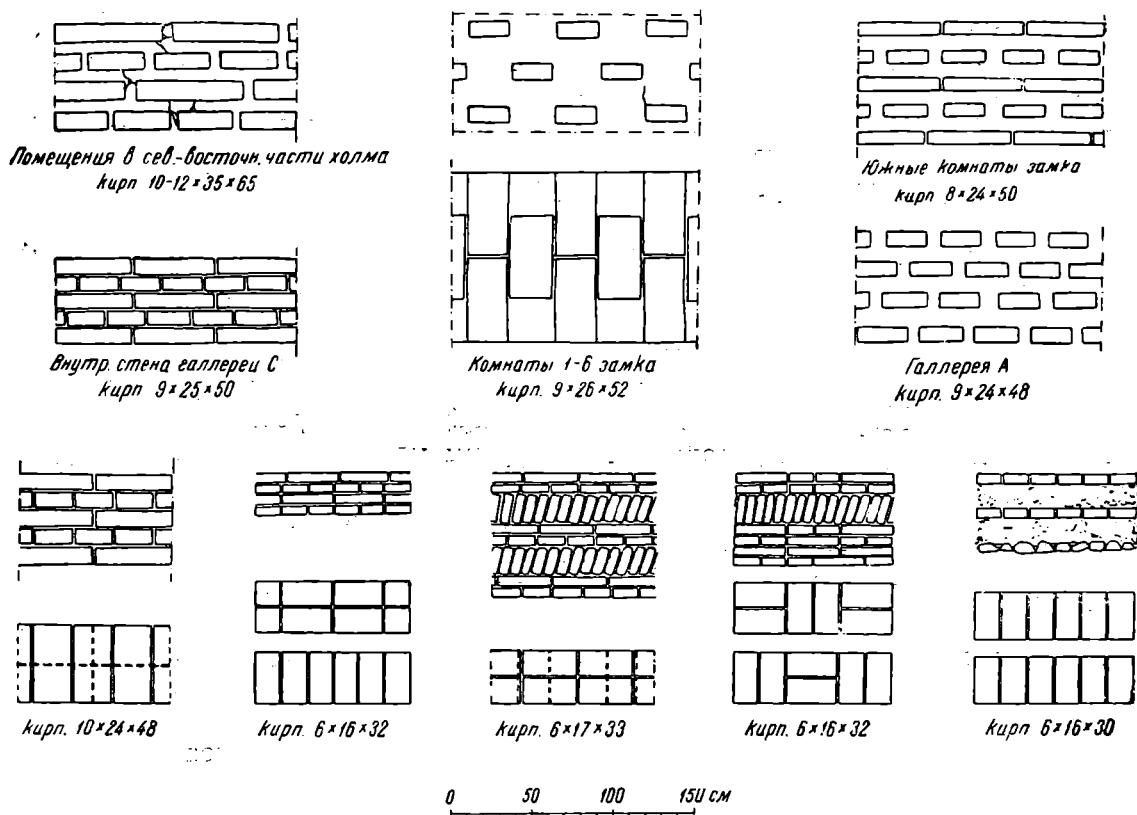 Помещения в сев.-восточн. части холма
кирп 10-12×35×65
Южные комнаты замка
кирп 8×24×50
Внутр. стена галлереи С
кирп 9×25×50
Комнаты 1-6 замка
кирп. 9×26×52
Галлерея А
кирп. 9×24×48
кирп. 10×24×48
кирп. 6×16×32
кирп. 6×17×33
кирп. 6×16×32
кирп 6×16×30
0 50 100 150 см